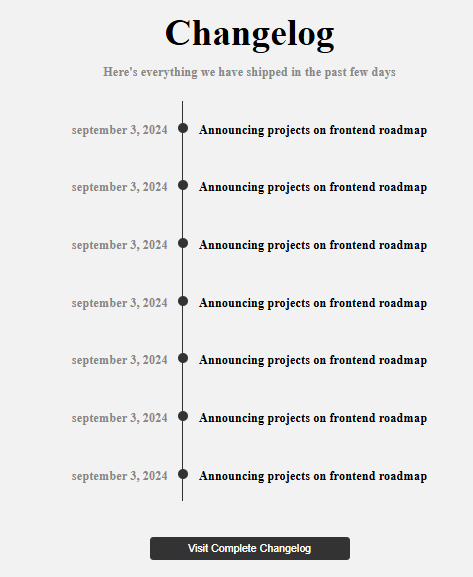 Changelog
Here's everything we have shipped in the past few days
september 3, 2024 Announcing projects on frontend roadmap
september 3, 2024 Announcing projects on frontend roadmap
september 3, 2024 Announcing projects on frontend roadmap
september 3, 2024 Announcing projects on frontend roadmap
september 3, 2024 Announcing projects on frontend roadmap
september 3, 2024 Announcing projects on frontend roadmap
september 3, 2024 Announcing projects on frontend roadmap
Visit Complete Changelog